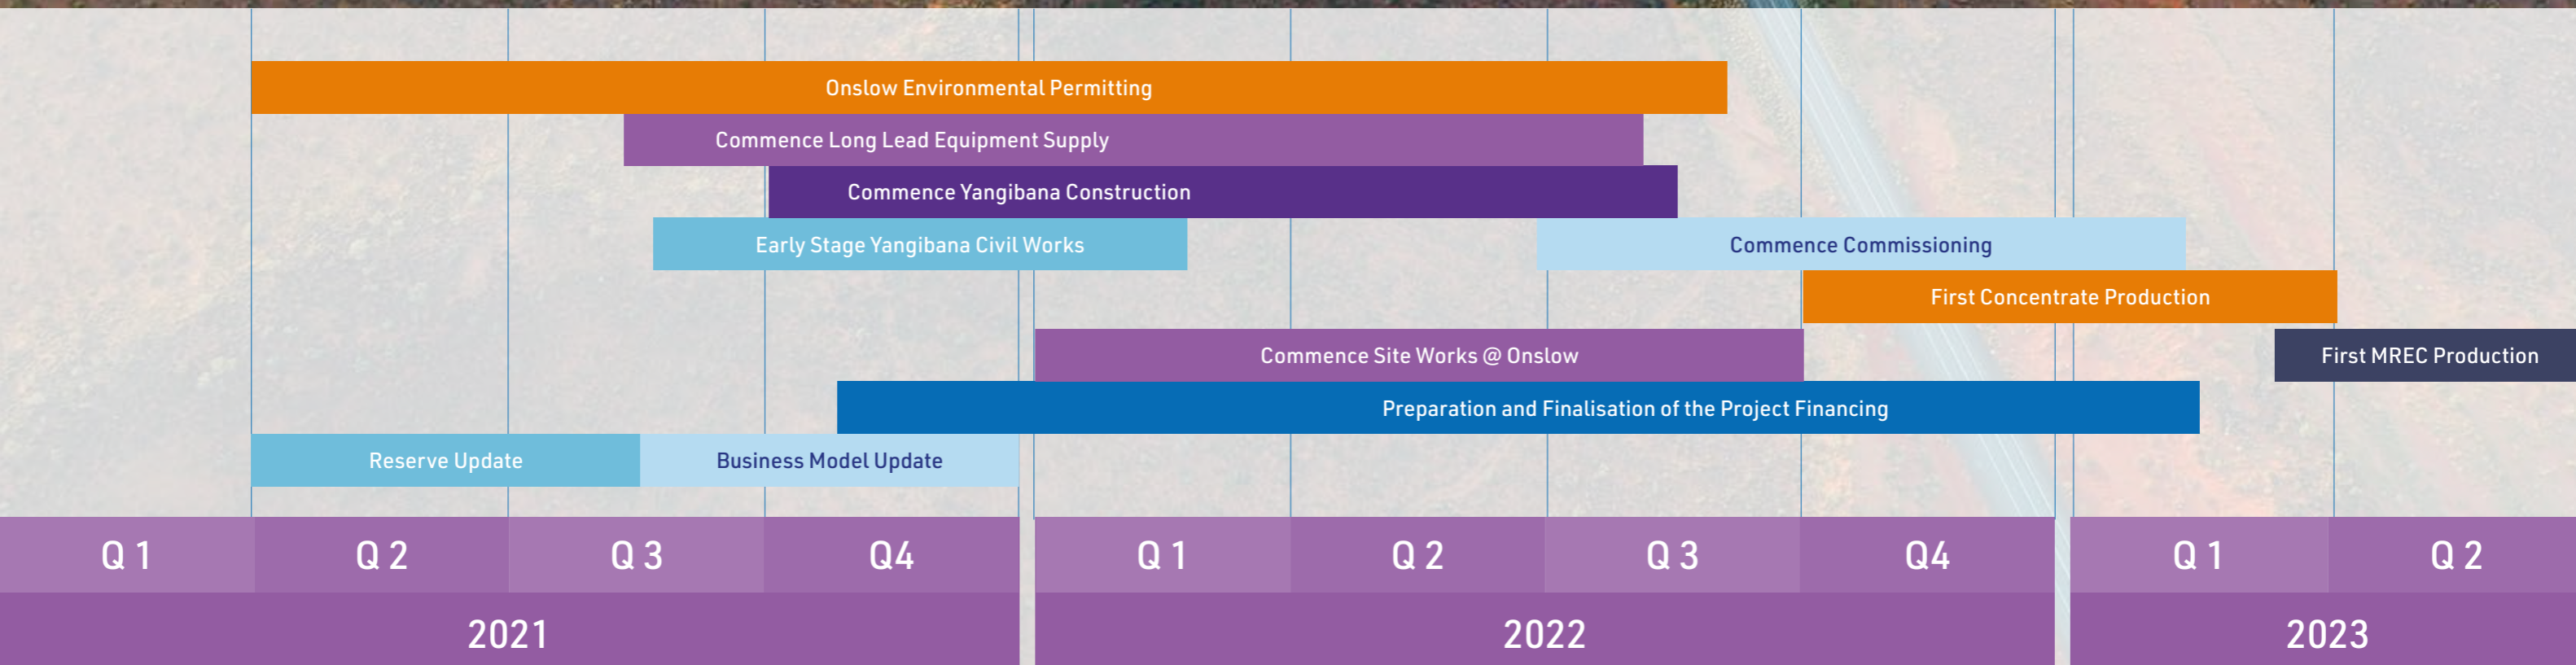 Onslow Environmental Permitting
Commence Long Lead Equipment Supply
Commence Yangibana Construction
Early Stage Yangibana Civil Works
Commence Commissioning
First Concentrate Production
Commence Site Works @ Onslow
First MREC Production
Preparation and Finalisation of the Project Financing
Reserve Update
Business Model Update
Q 1
Q 2
Q 3
Q4
Q 1
Q 2
Q 3
Q4
Q 1
Q 2
2021
2022
2023